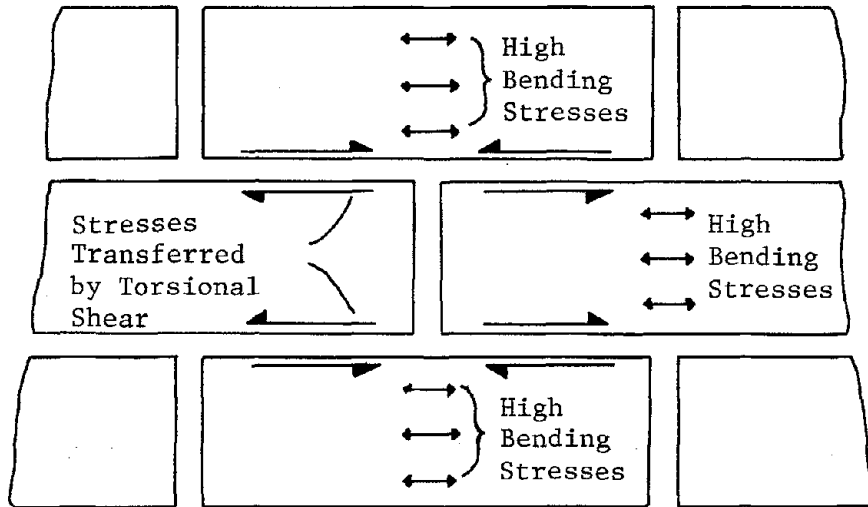 High
Bending
Stresses
Stresses
Transferred
by Torsional
Shear
High
Bending
Stresses
High
Bending
Stresses